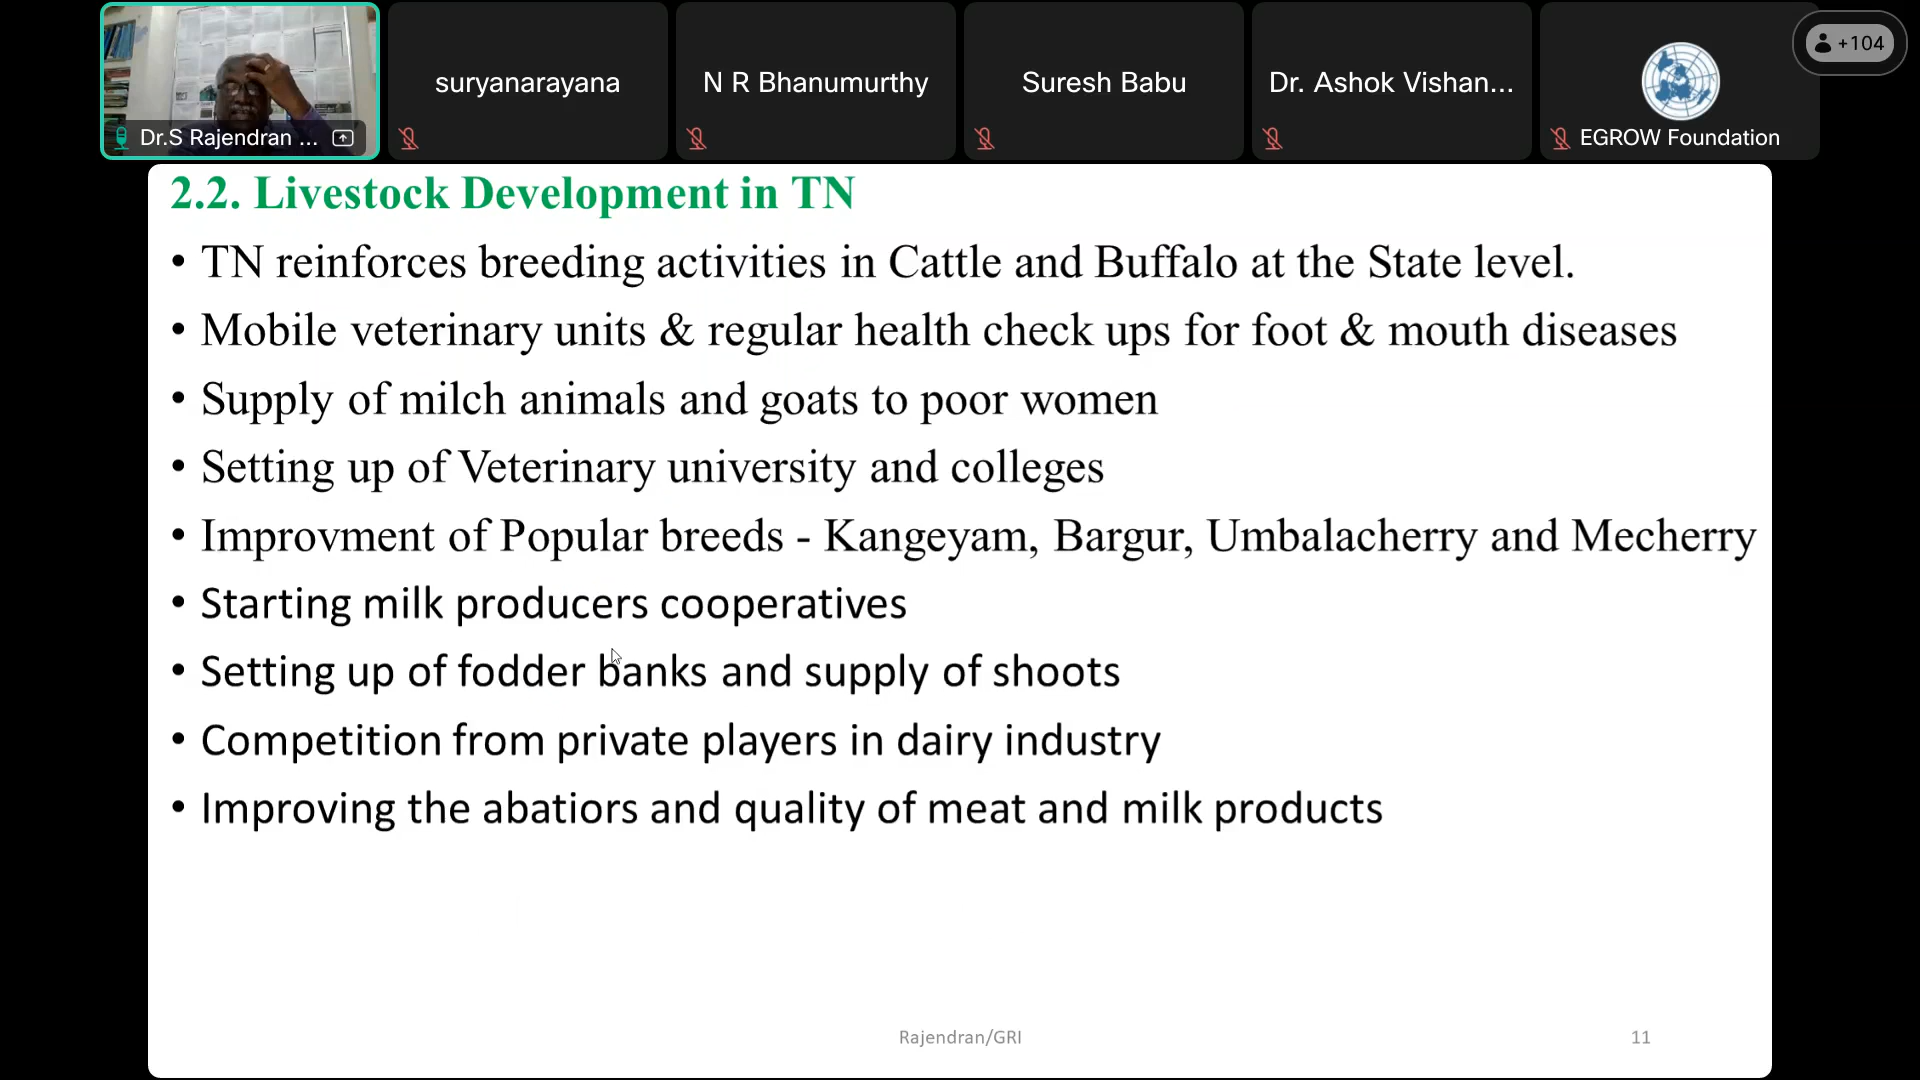 Dr.S Rajendran ...
suryanarayana
N R Bhanumurthy
Suresh Babu
Dr. Ashok Vishan...
EGROW Foundation
+104
2.2. Livestock Development in TN
• TN reinforces breeding activities in Cattle and Buffalo at the State level.
• Mobile veterinary units & regular health check ups for foot & mouth diseases
• Supply of milch animals and goats to poor women
• Setting up of Veterinary university and colleges
• Improvment of Popular breeds - Kangeyam, Bargur, Umbalacherry and Mecherry
• Starting milk producers cooperatives
• Setting up of fodder banks and supply of shoots
• Competition from private players in dairy industry
• Improving the abatiors and quality of meat and milk products
Rajendran/GRI
11